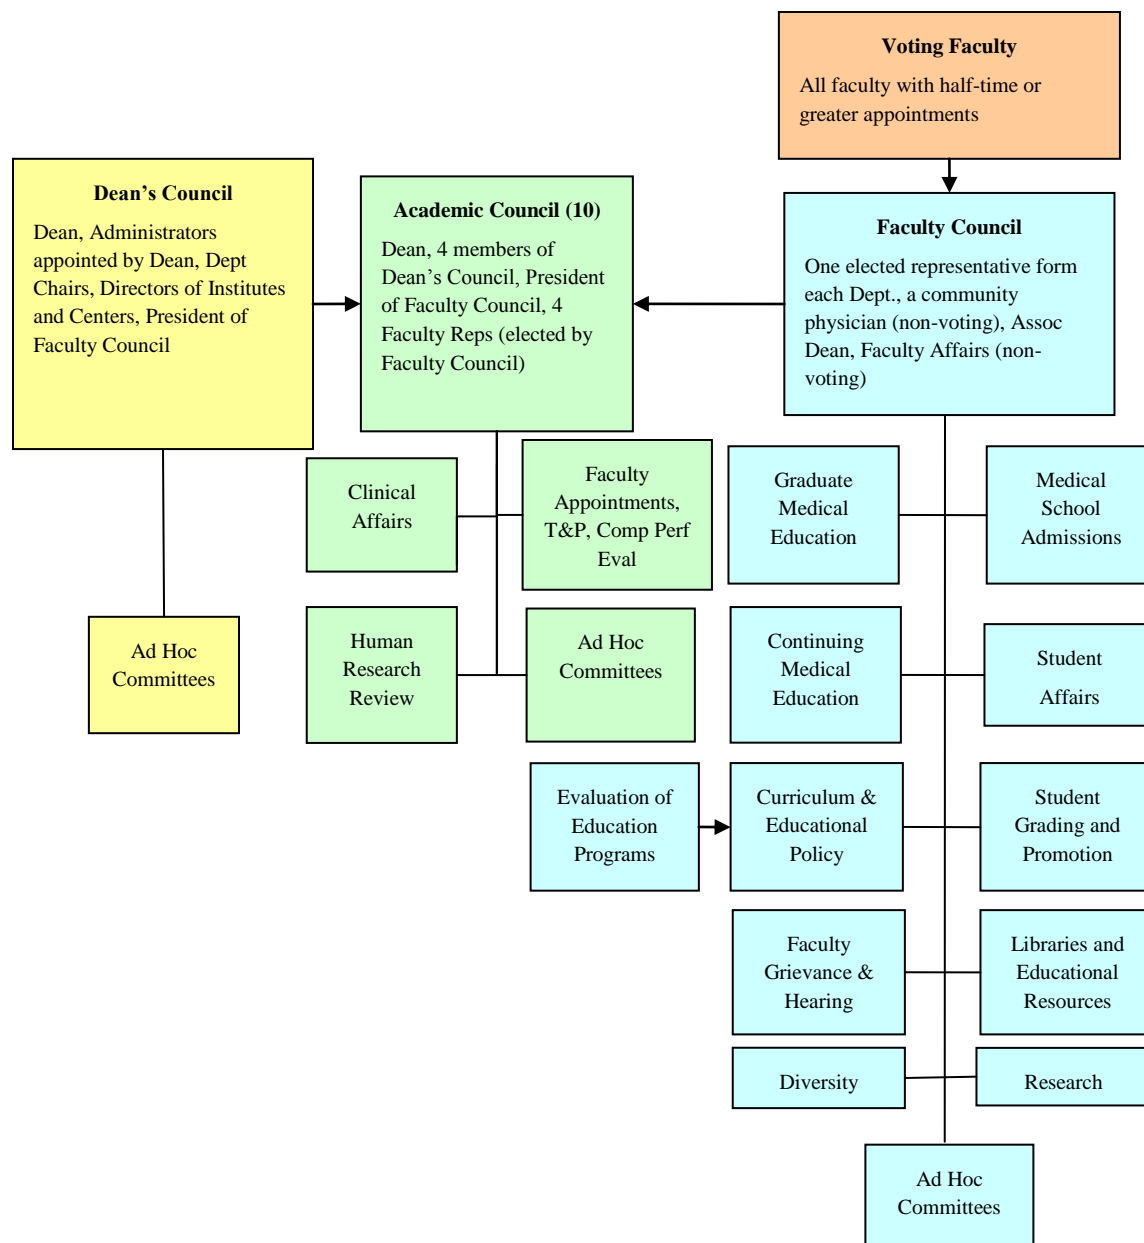 Voting Faculty
All faculty with half-time or
greater appointments
Dean’s Council
Dean, Administrators
appointed by Dean, Dept
Chairs, Directors of Institutes
and Centers, President of
Faculty Council
Academic Council (10)
Dean, 4 members of
Dean’s Council, President
of Faculty Council, 4
Faculty Reps (elected by
Faculty Council)
Faculty Council
One elected representative form
each Dept., a community
physician (non-voting), Assoc
Dean, Faculty Affairs (non-
voting)
Clinical
Affairs
Faculty
Appointments,
T&P, Comp Perf
Eval
Graduate
Medical
Education
Medical
School
Admissions
Ad Hoc
Committees
Human
Research
Review
Ad Hoc
Committees
Continuing
Medical
Education
Student
Affairs
Evaluation of
Education
Programs
Curriculum &
Educational
Policy
Student
Grading and
Promotion
Faculty
Grievance &
Hearing
Libraries and
Educational
Resources
Diversity
Research
Ad Hoc
Committees